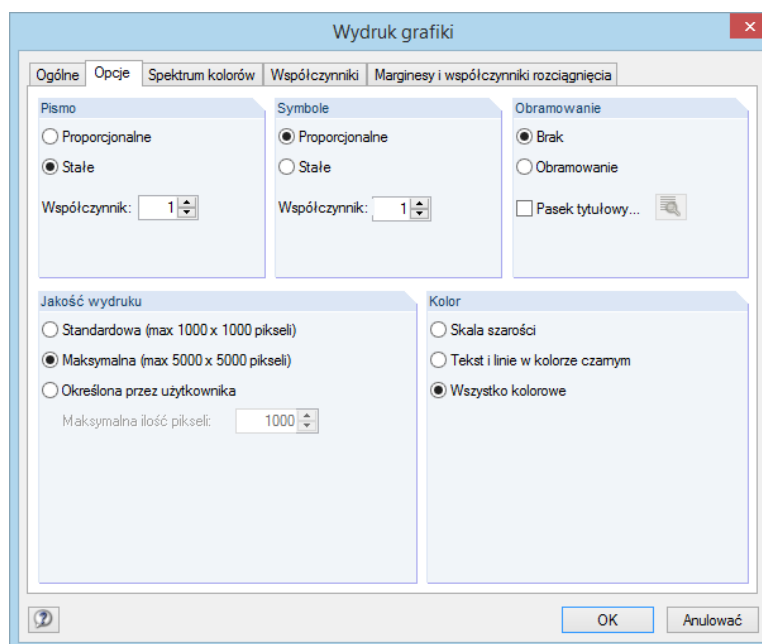 Wydruk grafiki
Ogólne Opcje Spektrum kolorów Współczynniki Marginesy i współczynniki rozciągnięcia
Pismo
Proporcjonalne
Stałe
Współczynnik: 1
Symbole
Proporcjonalne
Stałe
Współczynnik: 1
Obramowanie
Brak
Obramowanie
Pasek tytułowy...
Jakość wydruku
Standardowa (max 1000 x 1000 pikseli)
Maksymalna (max 5000 x 5000 pikseli)
Określona przez użytkownika
Maksymalna ilość pikseli: 1000
Kolor
Skala szarości
Tekst i linie w kolorze czarnym
Wszystko kolorowe
OK Anulować